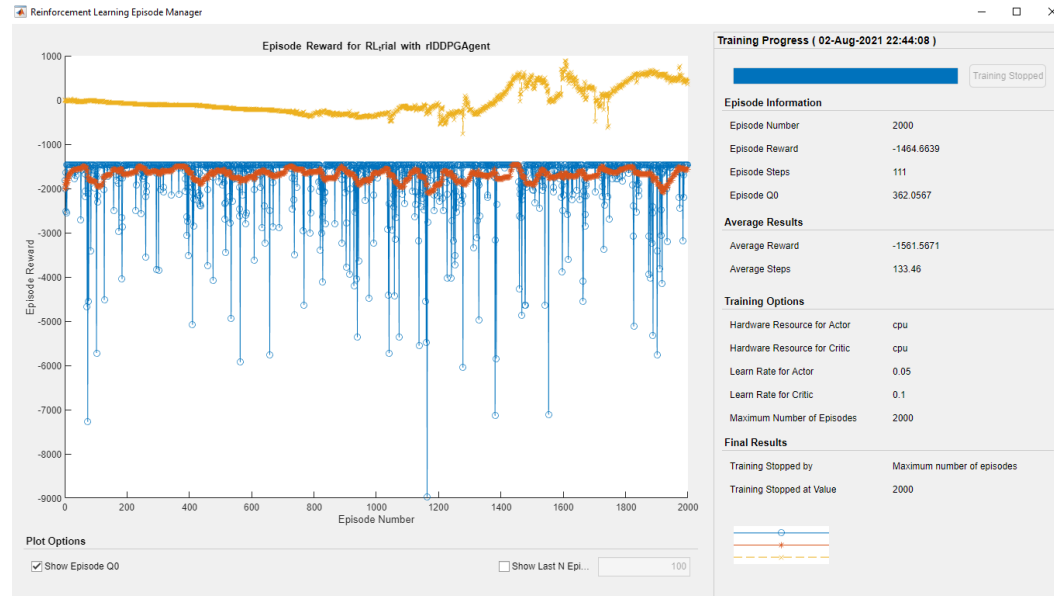 Reinforcement Learning Episode Manager
Episode Reward for RLtrial with rlDDPGAgent
1000
0
-1000
-2000
-3000
-4000
-5000
-6000
-7000
-8000
-9000
Episode Reward
0 200 400 600 800 1000 1200 1400 1600 1800 2000
Episode Number
Plot Options
Show Episode Q0
Show Last N Epi...
100
Training Progress ( 02-Aug-2021 22:44:08 )
Training Stopped
Episode Information
Episode Number 2000
Episode Reward -1464.6639
Episode Steps 111
Episode Q0 362.0567
Average Results
Average Reward -1561.5671
Average Steps 133.46
Training Options
Hardware Resource for Actor cpu
Hardware Resource for Critic cpu
Learn Rate for Actor 0.05
Learn Rate for Critic 0.1
Maximum Number of Episodes 2000
Final Results
Training Stopped by Maximum number of episodes
Training Stopped at Value 2000